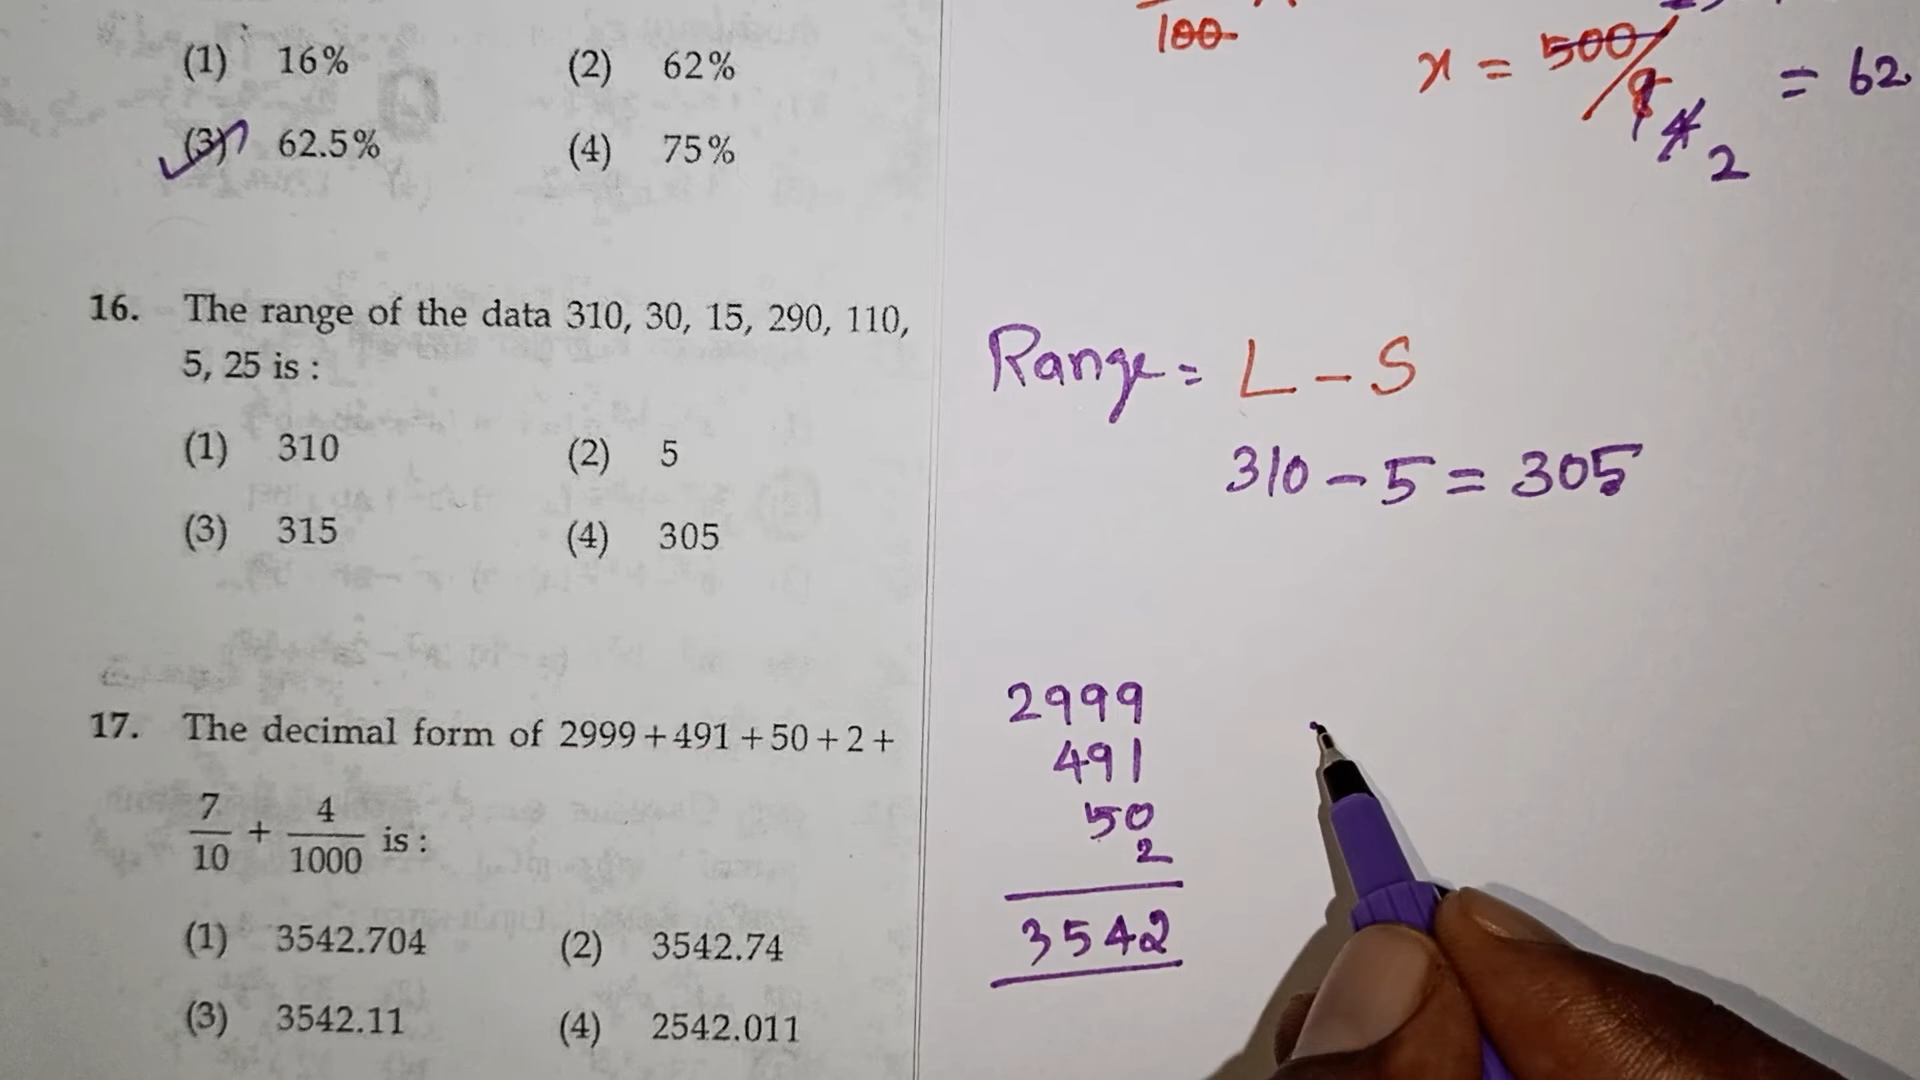 (1) 16% (2) 62%
(3) 62.5% (4) 75%
100
x = 500/8 4 2 = 62.
16. The range of the data 310, 30, 15, 290, 110,
5, 25 is :
(1) 310 (2) 5
(3) 315 (4) 305
Range = L - S
310 - 5 = 305
17. The decimal form of 2999 + 491 + 50 + 2 +
7/10 + 4/1000 is :
(1) 3542.704 (2) 3542.74
(3) 3542.11 (4) 2542.011
2999
491
50
2
3542